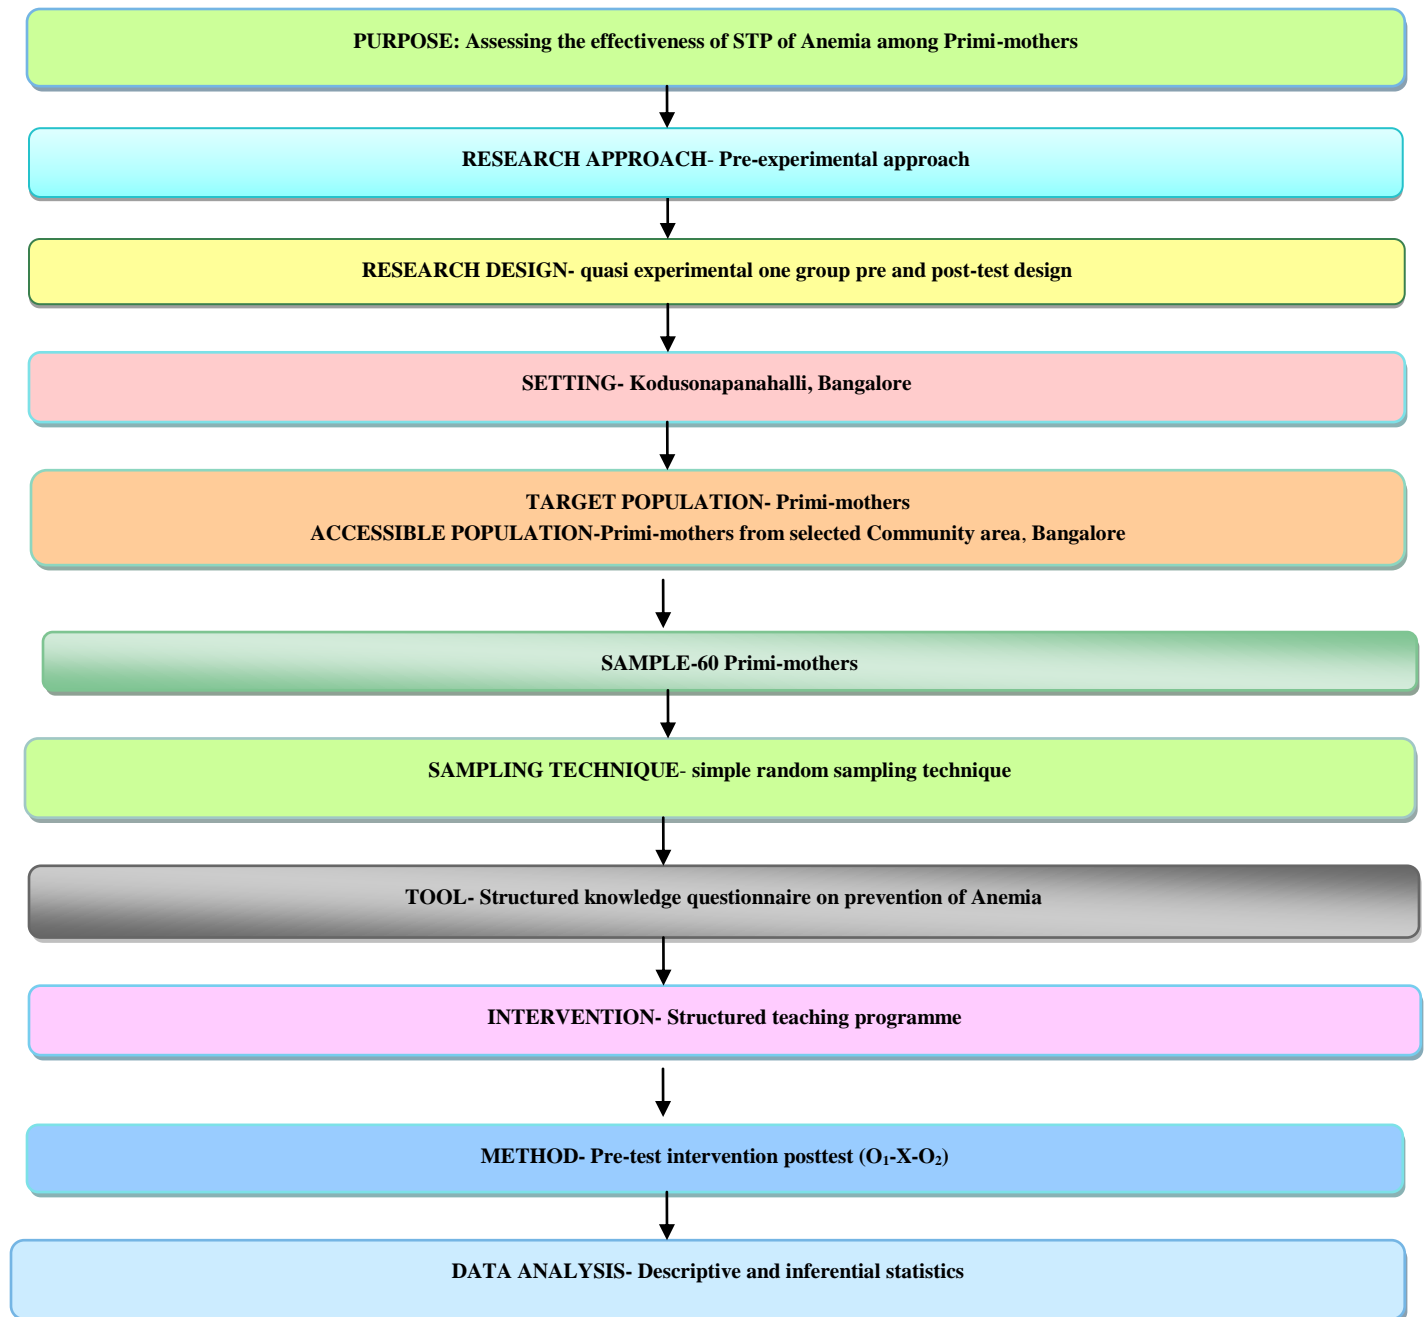 PURPOSE: Assessing the effectiveness of STP of Anemia among Primi-mothers
RESEARCH APPROACH- Pre-experimental approach
RESEARCH DESIGN- quasi experimental one group pre and post-test design
SETTING- Kodusonapanahalli, Bangalore
TARGET POPULATION- Primi-mothers
ACCESSIBLE POPULATION-Primi-mothers from selected Community area, Bangalore
SAMPLE-60 Primi-mothers
SAMPLING TECHNIQUE- simple random sampling technique
TOOL- Structured knowledge questionnaire on prevention of Anemia
INTERVENTION- Structured teaching programme
METHOD- Pre-test intervention posttest (O₁-X-O₂)
DATA ANALYSIS- Descriptive and inferential statistics